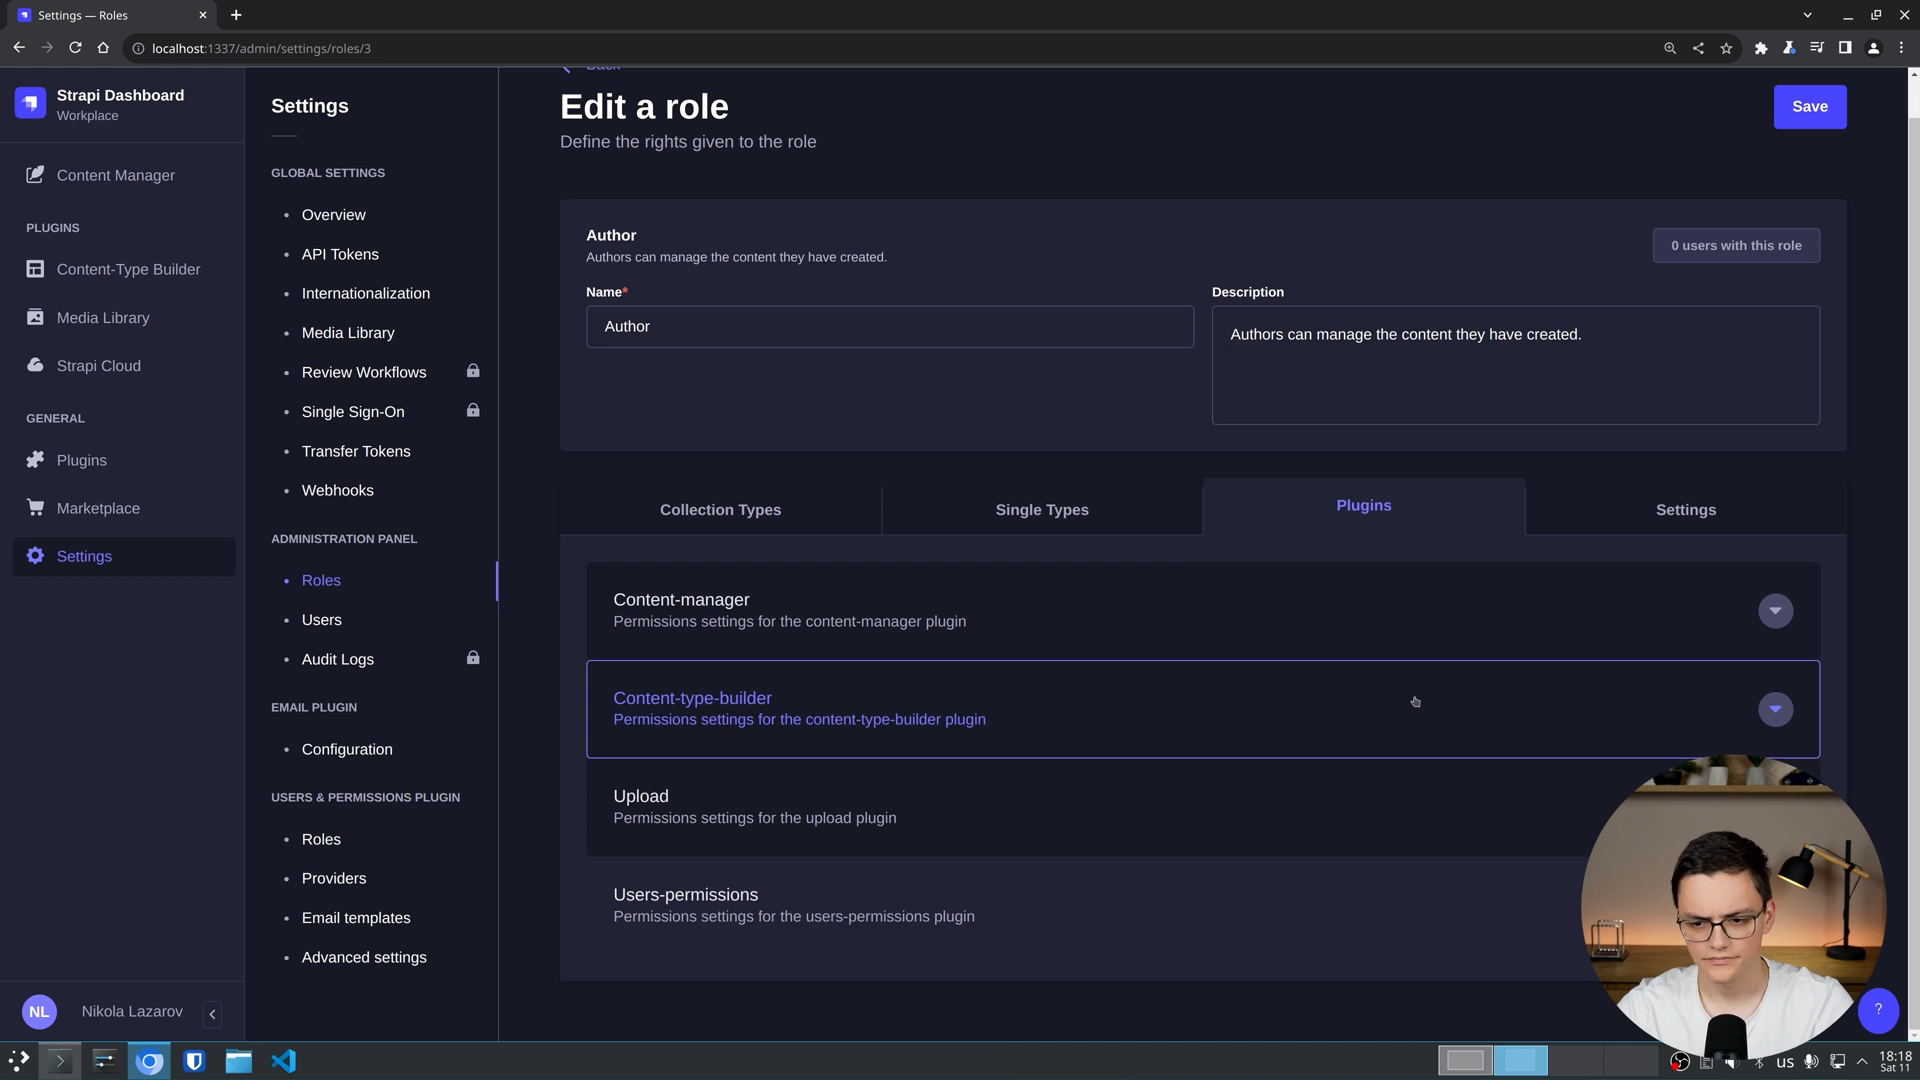 Settings — Roles
localhost:1337/admin/settings/roles/3
Strapi Dashboard
Workplace
Content Manager
PLUGINS
Content-Type Builder
Media Library
Strapi Cloud
GENERAL
Plugins
Marketplace
Settings
NL
Nikola Lazarov
Settings
GLOBAL SETTINGS
Overview
API Tokens
Internationalization
Media Library
Review Workflows
Single Sign-On
Transfer Tokens
Webhooks
ADMINISTRATION PANEL
Roles
Users
Audit Logs
EMAIL PLUGIN
Configuration
USERS & PERMISSIONS PLUGIN
Roles
Providers
Email templates
Advanced settings
Back
Edit a role
Define the rights given to the role
Save
Author
Authors can manage the content they have created.
0 users with this role
Name*
Author
Description
Authors can manage the content they have created.
Collection Types
Single Types
Plugins
Settings
Content-manager
Permissions settings for the content-manager plugin
Content-type-builder
Permissions settings for the content-type-builder plugin
Upload
Permissions settings for the upload plugin
Users-permissions
Permissions settings for the users-permissions plugin
?
us
18:18
Sat 11